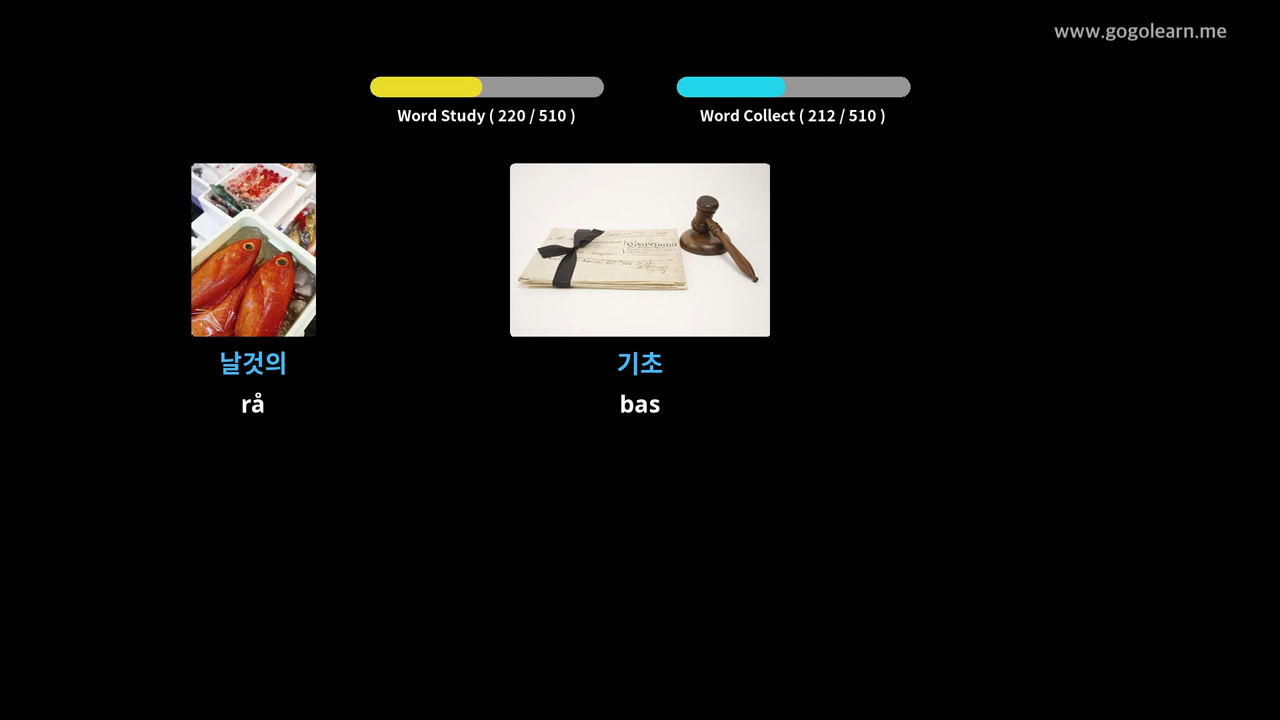 www.gogolearn.me
Word Study ( 220 / 510 )
Word Collect ( 212 / 510 )
날것의
rå
기초
bas